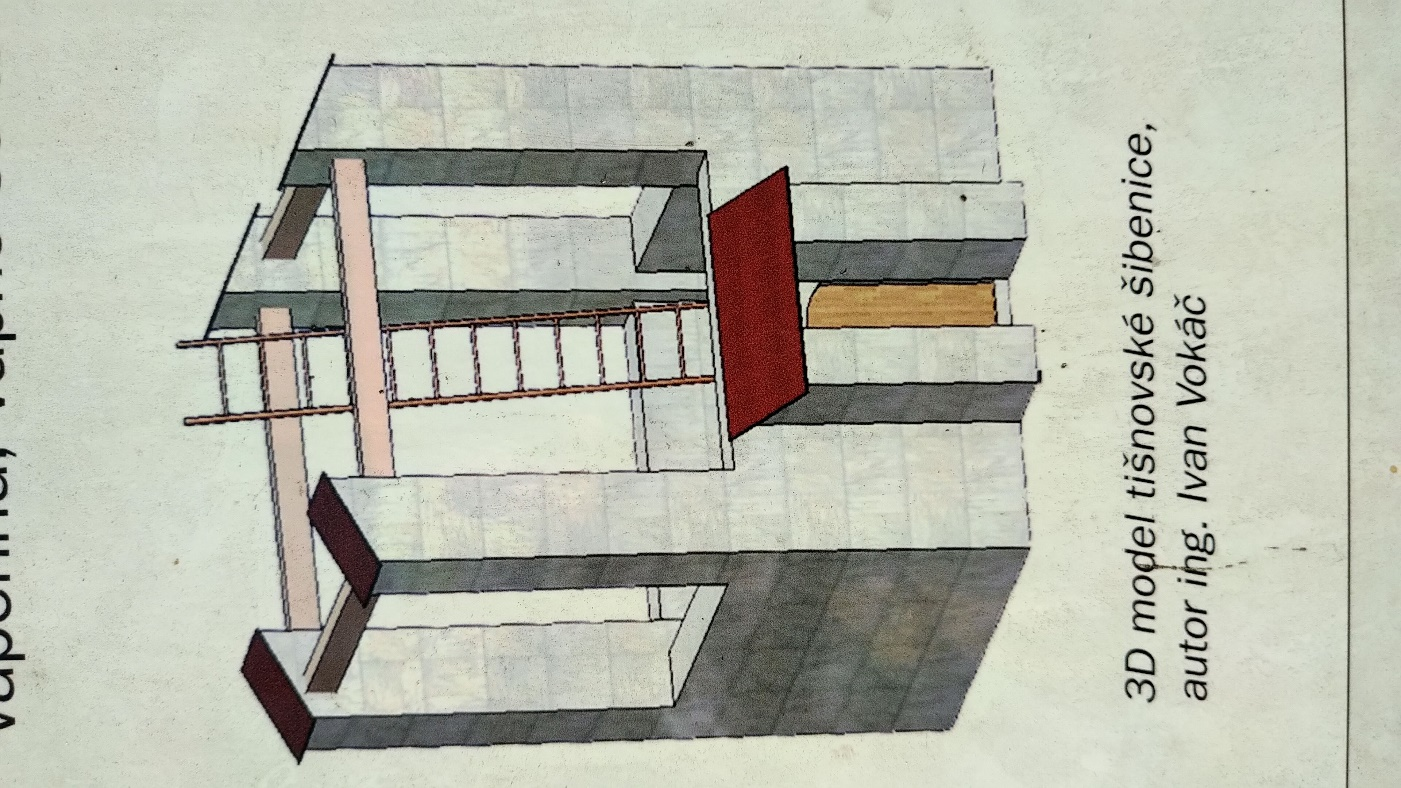 3D model tišnovské šibenice,
autor ing. Ivan Vokáč